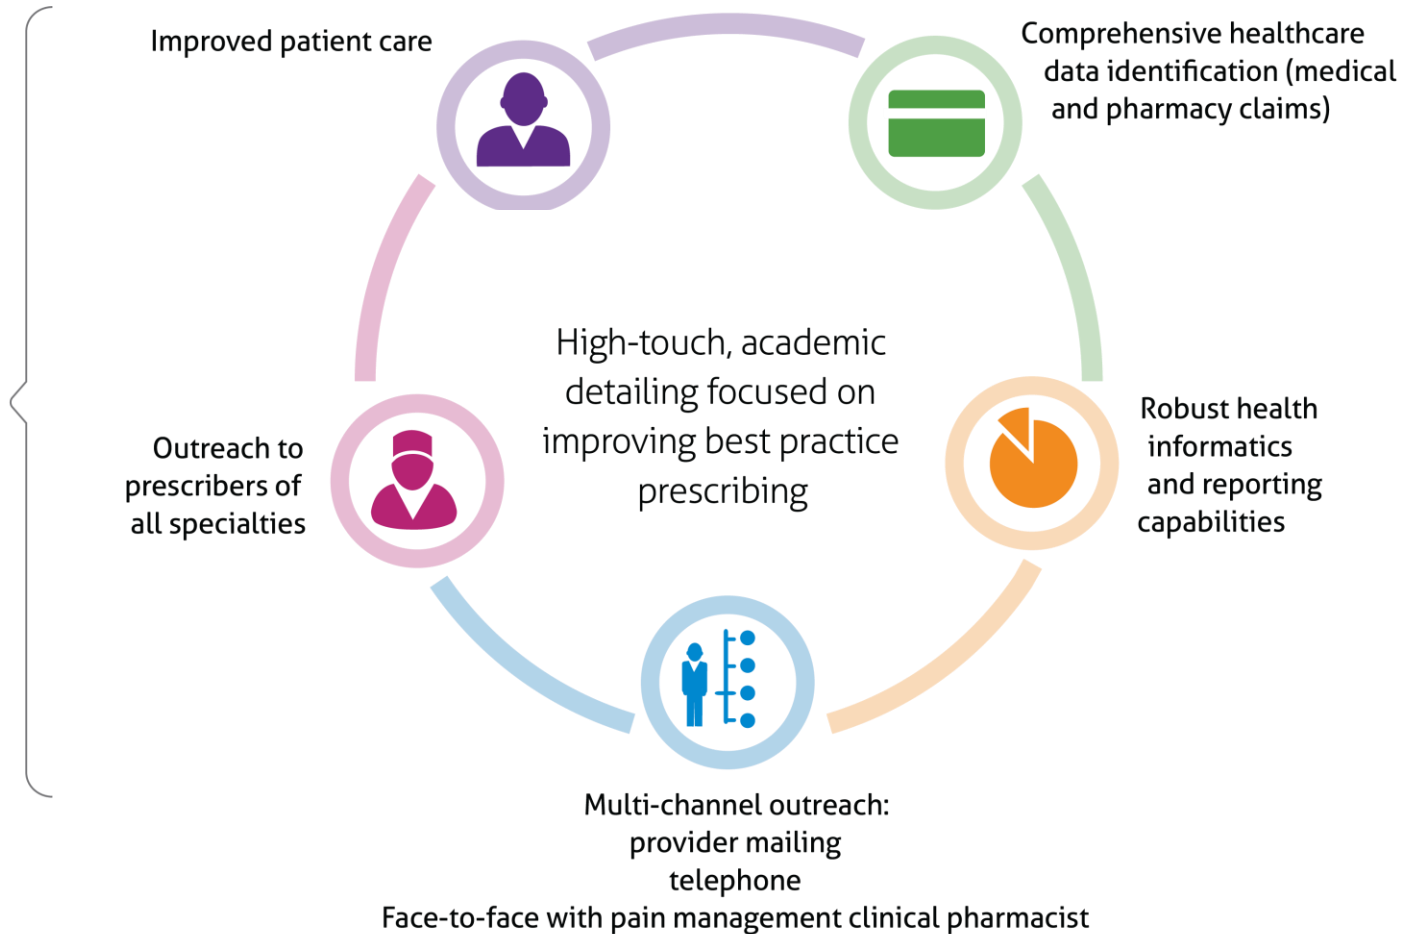 Improved patient care
Comprehensive healthcare
data identification (medical
and pharmacy claims)
High-touch, academic
detailing focused on
improving best practice
prescribing
Robust health
informatics
and reporting
capabilities
Outreach to
prescribers of
all specialties
Multi-channel outreach:
provider mailing
telephone
Face-to-face with pain management clinical pharmacist